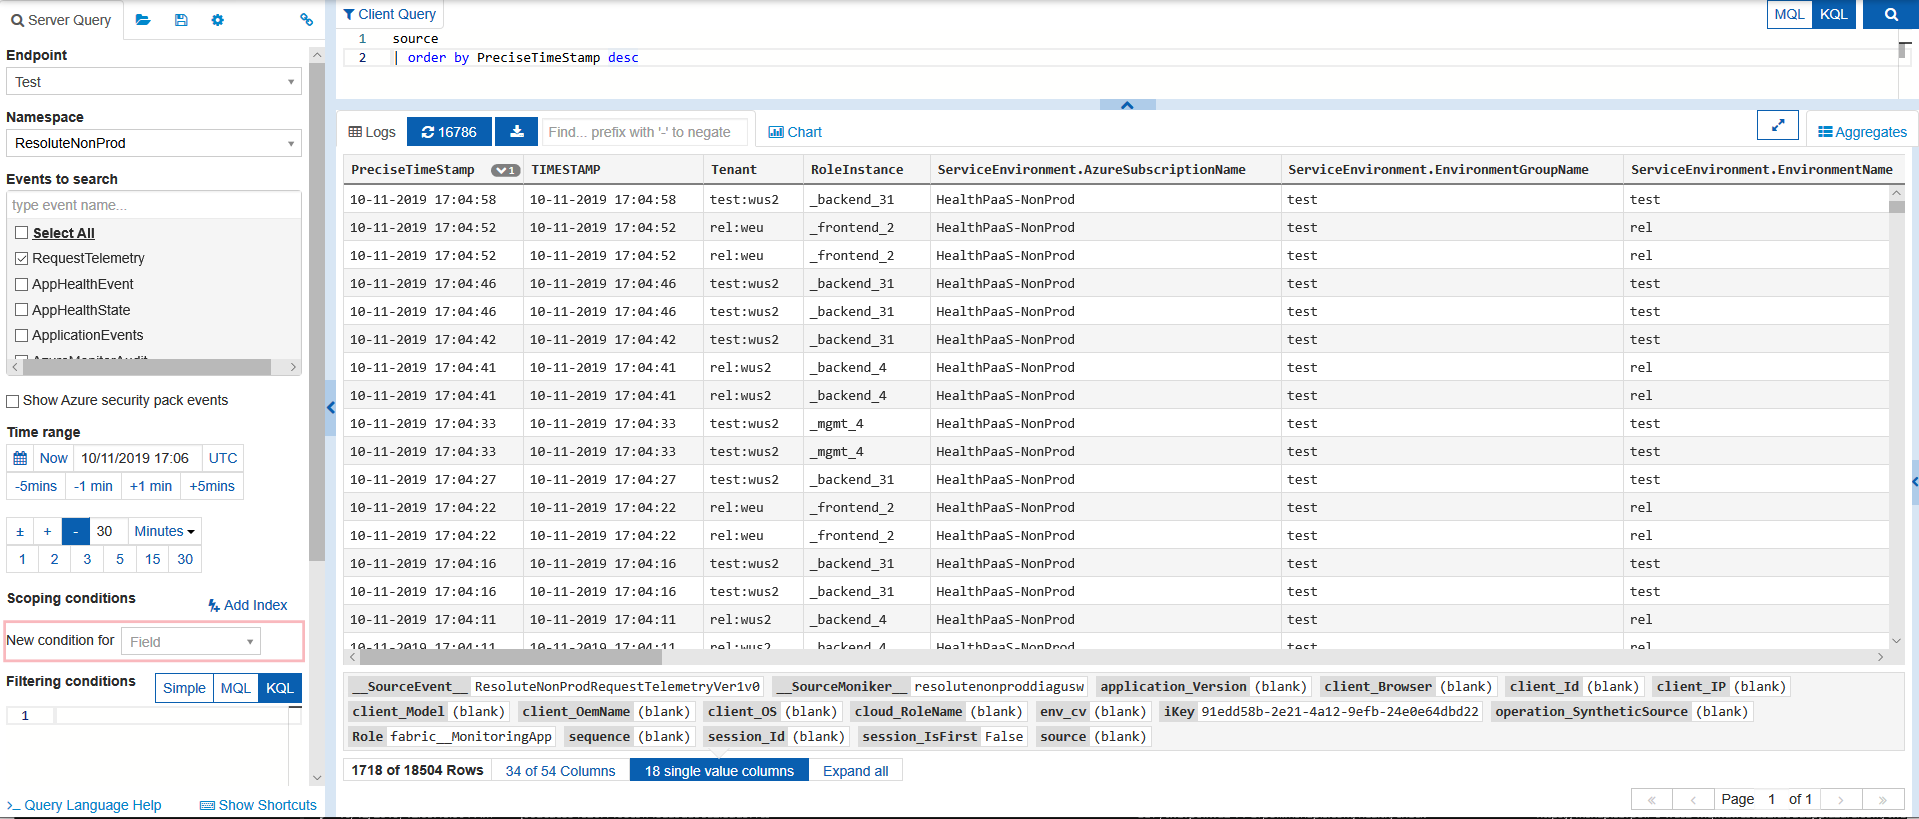 Server Query
Endpoint
Test
Namespace
ResoluteNonProd
Events to search
type event name...
Select All
RequestTelemetry
AppHealthEvent
AppHealthState
ApplicationEvents
AzureMonitorAudit
Show Azure security pack events
Time range
Now 10/11/2019 17:06 UTC
-5mins -1 min +1 min +5mins
± + - 30 Minutes
1 2 3 5 15 30
Scoping conditions Add Index
New condition for Field
Filtering conditions Simple MQL KQL
1
>_ Query Language Help Show Shortcuts
Client Query MQL KQL
1 source
2 | order by PreciseTimeStamp desc
Logs 16786 Find... prefix with '-' to negate Chart Aggregates
PreciseTimeStamp 1 TIMESTAMP Tenant RoleInstance ServiceEnvironment.AzureSubscriptionName ServiceEnvironment.EnvironmentGroupName ServiceEnvironment.EnvironmentName
10-11-2019 17:04:58 10-11-2019 17:04:58 test:wus2 _backend_31 HealthPaaS-NonProd test test
10-11-2019 17:04:52 10-11-2019 17:04:52 rel:weu _frontend_2 HealthPaaS-NonProd test rel
10-11-2019 17:04:52 10-11-2019 17:04:52 rel:weu _frontend_2 HealthPaaS-NonProd test rel
10-11-2019 17:04:46 10-11-2019 17:04:46 test:wus2 _backend_31 HealthPaaS-NonProd test test
10-11-2019 17:04:46 10-11-2019 17:04:46 test:wus2 _backend_31 HealthPaaS-NonProd test test
10-11-2019 17:04:42 10-11-2019 17:04:42 test:wus2 _backend_31 HealthPaaS-NonProd test test
10-11-2019 17:04:41 10-11-2019 17:04:41 rel:wus2 _backend_4 HealthPaaS-NonProd test rel
10-11-2019 17:04:41 10-11-2019 17:04:41 rel:wus2 _backend_4 HealthPaaS-NonProd test rel
10-11-2019 17:04:33 10-11-2019 17:04:33 test:wus2 _mgmt_4 HealthPaaS-NonProd test test
10-11-2019 17:04:33 10-11-2019 17:04:33 test:wus2 _mgmt_4 HealthPaaS-NonProd test test
10-11-2019 17:04:27 10-11-2019 17:04:27 test:wus2 _backend_31 HealthPaaS-NonProd test test
10-11-2019 17:04:22 10-11-2019 17:04:22 rel:weu _frontend_2 HealthPaaS-NonProd test rel
10-11-2019 17:04:22 10-11-2019 17:04:22 rel:weu _frontend_2 HealthPaaS-NonProd test rel
10-11-2019 17:04:16 10-11-2019 17:04:16 test:wus2 _backend_31 HealthPaaS-NonProd test test
10-11-2019 17:04:16 10-11-2019 17:04:16 test:wus2 _backend_31 HealthPaaS-NonProd test test
10-11-2019 17:04:11 10-11-2019 17:04:11 rel:wus2 _backend_4 HealthPaaS-NonProd test rel
10-11-2019 17:04:11 10-11-2019 17:04:11 rel:wus2 _backend_4 HealthPaaS-NonProd test rel
__SourceEvent__ ResoluteNonProdRequestTelemetryVer1v0 __SourceMoniker__ resolutenonproddiagusw application_Version (blank) client_Browser (blank) client_Id (blank) client_IP (blank)
client_Model (blank) client_OemName (blank) client_OS (blank) cloud_RoleName (blank) env_cv (blank) iKey 91edd58b-2e21-4a12-9efb-24e0e64dbd22 operation_SyntheticSource (blank)
Role fabric__MonitoringApp sequence (blank) session_Id (blank) session_IsFirst False source (blank)
1718 of 18504 Rows 34 of 54 Columns 18 single value columns Expand all
« ‹ Page 1 of 1 › »